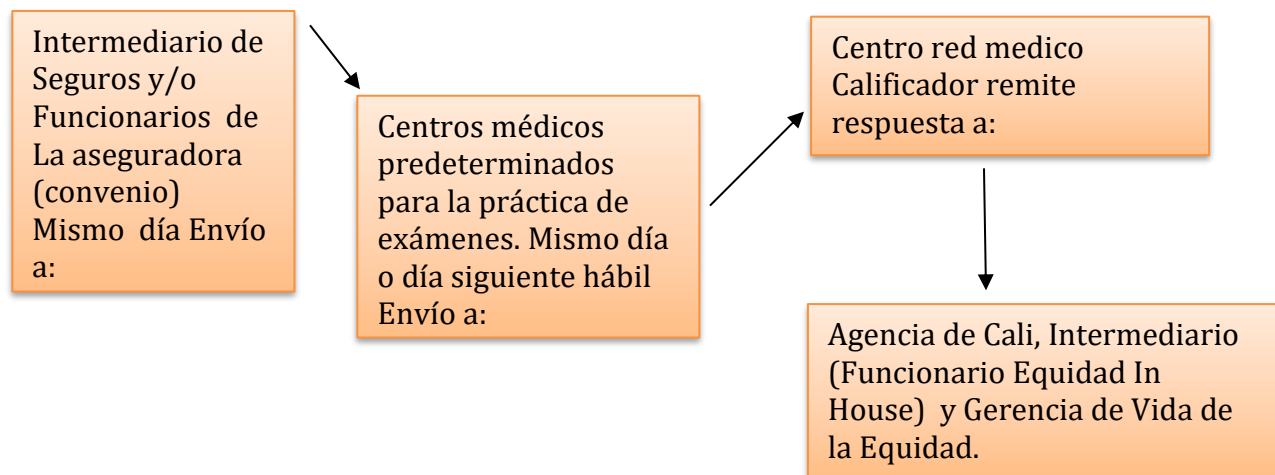 Intermediario de
Seguros y/o
Funcionarios de
La aseguradora
(convenio)
Mismo día Envío
a:
Centros médicos
predeterminados
para la práctica de
exámenes. Mismo día
o día siguiente hábil
Envío a:
Centro red medico
Calificador remite
respuesta a:
Agencia de Cali, Intermediario
(Funcionario Equidad In
House) y Gerencia de Vida de
la Equidad.